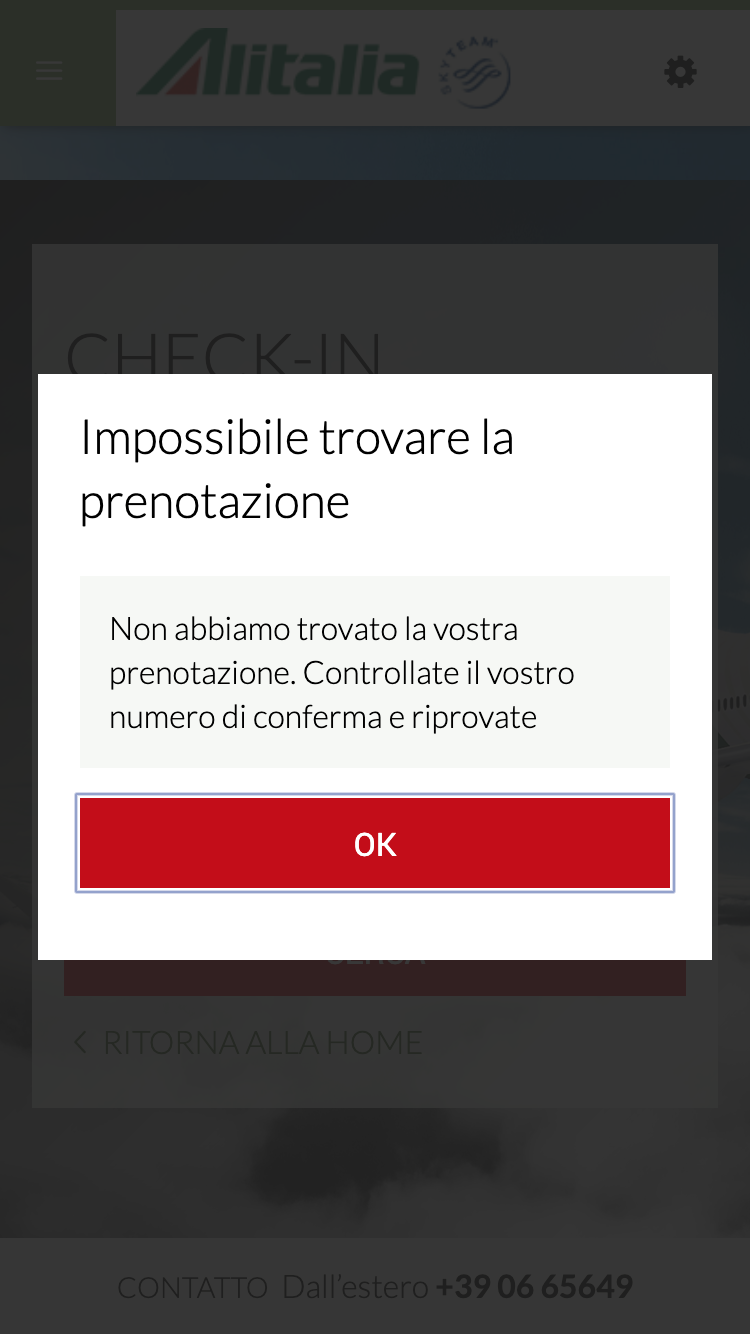 Alitalia SKYTEAM
CHECK-IN
Impossibile trovare la
prenotazione
Non abbiamo trovato la vostra
prenotazione. Controllate il vostro
numero di conferma e riprovate
OK
RITORNA ALLA HOME
CONTATTO Dall'estero +39 06 65649